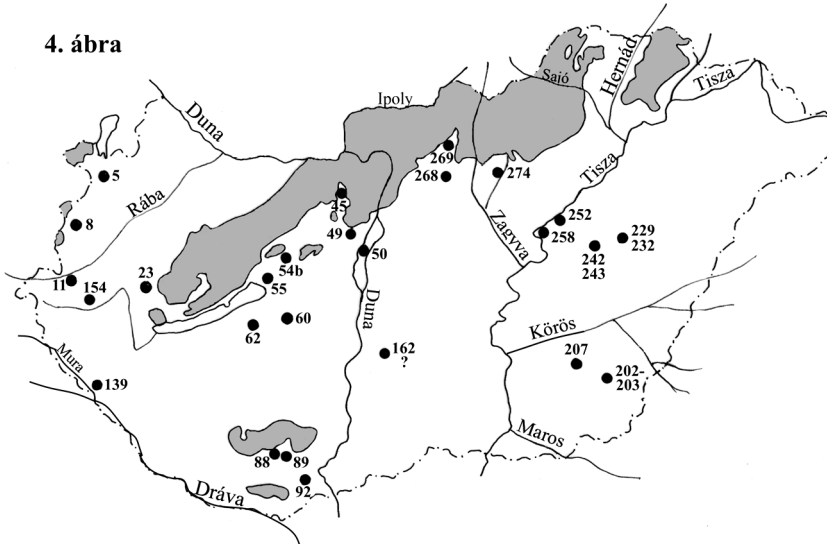 4. ábra
Duna
Ipoly
Sajó
Hernád
Tisza
Tisza
Rába
Zagyva
5
8
11
154
23
45
49
50
54b
55
60
62
269
268
274
252
258
229
232
242
243
Duna
162
?
Körös
207
202-
203
Mura
139
Maros
88
89
92
Dráva